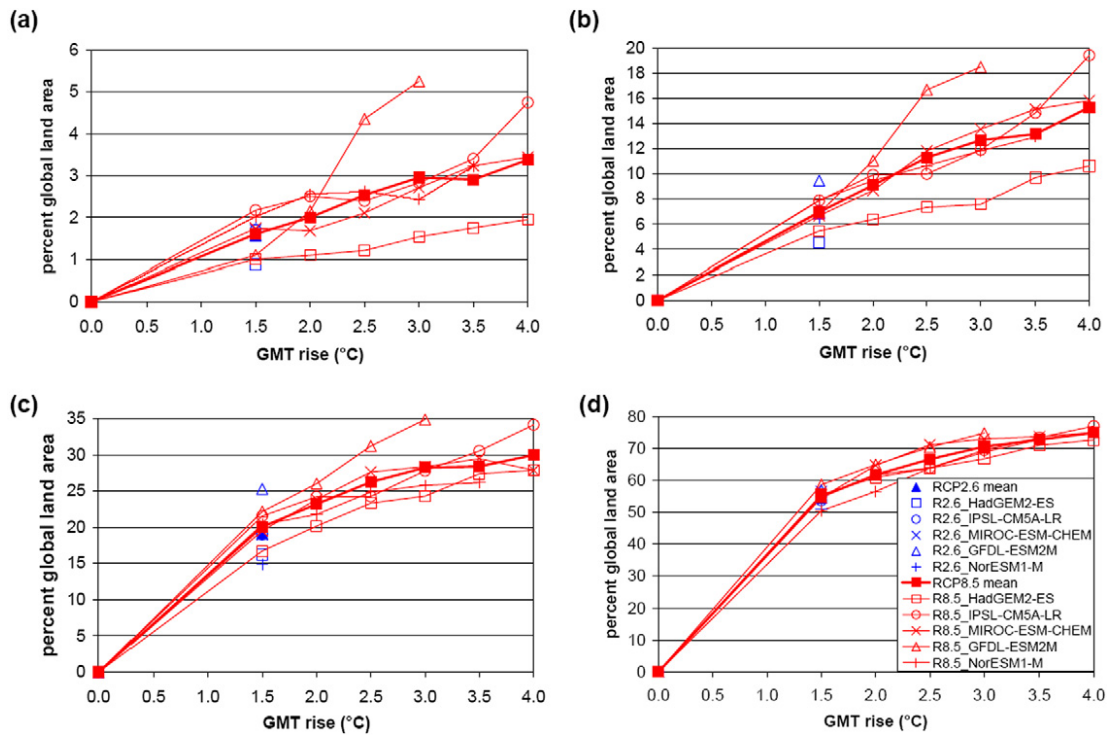 (a)
percent global land area
6
5
4
3
2
1
0
0.0 0.5 1.0 1.5 2.0 2.5 3.0 3.5 4.0
GMT rise (°C)
(b)
percent global land area
20
18
16
14
12
10
8
6
4
2
0
0.0 0.5 1.0 1.5 2.0 2.5 3.0 3.5 4.0
GMT rise (°C)
(c)
percent global land area
35
30
25
20
15
10
5
0
0.0 0.5 1.0 1.5 2.0 2.5 3.0 3.5 4.0
GMT rise (°C)
(d)
percent global land area
80
70
60
50
40
30
20
10
0
0.0 0.5 1.0 1.5 2.0 2.5 3.0 3.5 4.0
GMT rise (°C)
RCP2.6 mean
R2.6_HadGEM2-ES
R2.6_IPSL-CM5A-LR
R2.6_MIROC-ESM-CHEM
R2.6_GFDL-ESM2M
R2.6_NorESM1-M
RCP8.5 mean
R8.5_HadGEM2-ES
R8.5_IPSL-CM5A-LR
R8.5_MIROC-ESM-CHEM
R8.5_GFDL-ESM2M
R8.5_NorESM1-M